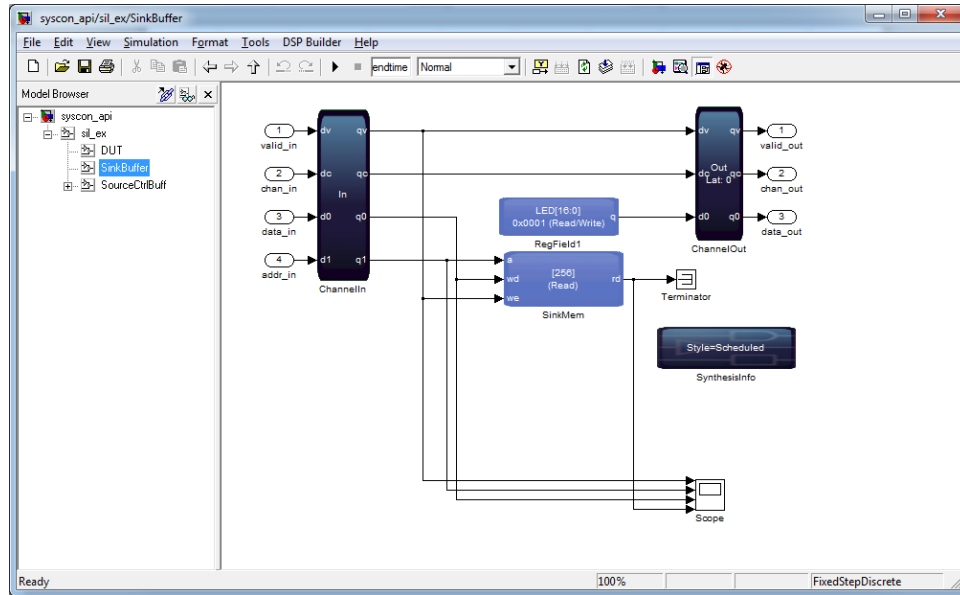 syscon_api/sil_ex/SinkBuffer
File Edit View Simulation Format Tools DSP Builder Help
endtime Normal
Model Browser
syscon_api
sil_ex
DUT
SinkBuffer
SourceCtrlBuff
1
valid_in
2
chan_in
3
data_in
4
addr_in
dv qv
dc qc
In
d0 q0
d1 q1
ChannelIn
LED[16:0]
0x0001 (Read/Write) q
RegField1
a
[256]
wd rd
(Read)
we
SinkMem
dv qv
Out
dc qc
Lat: 0
d0 q0
ChannelOut
1
valid_out
2
chan_out
3
data_out
Terminator
Style=Scheduled
SynthesisInfo
Scope
Ready 100% FixedStepDiscrete